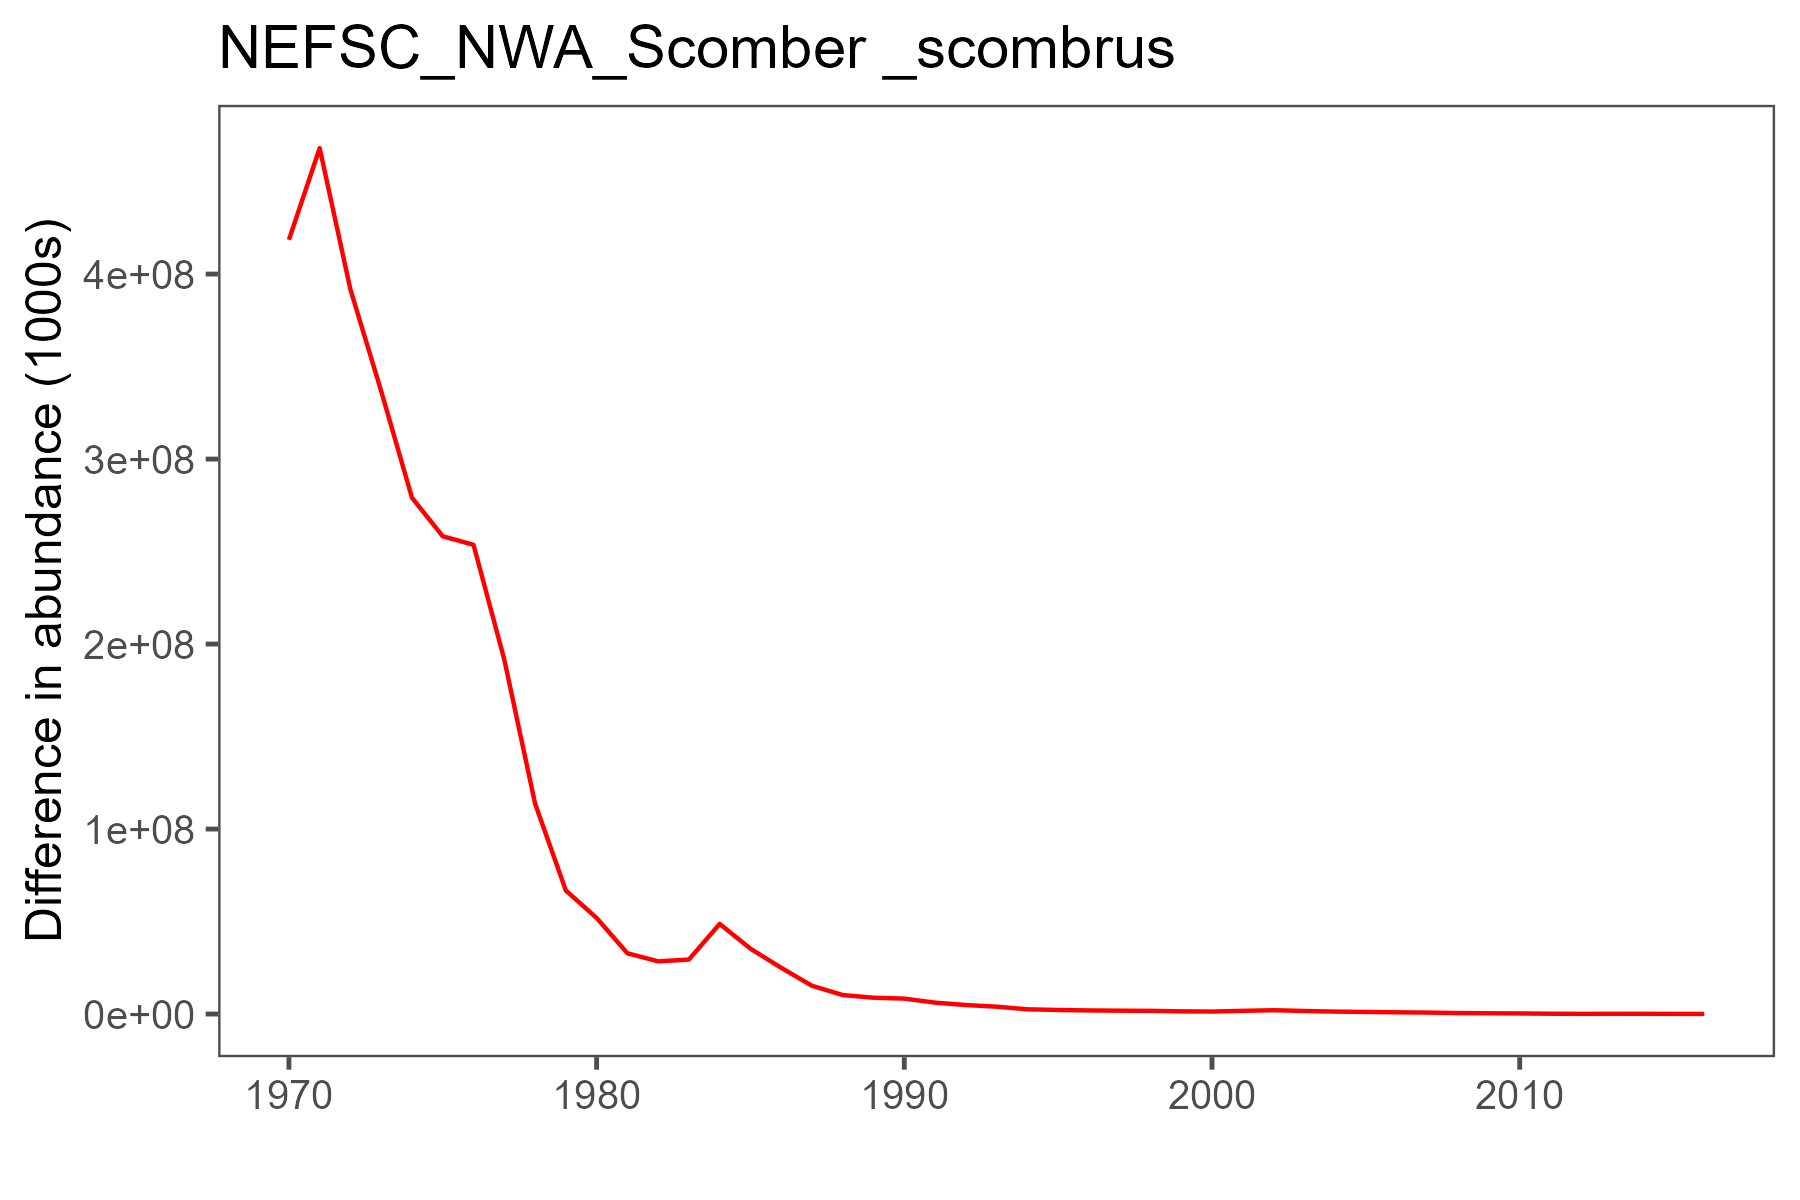 NEFSC_NWA_Scomber _scombrus
Difference in abundance (1000s)
4e+08
3e+08
2e+08
1e+08
0e+00
1970 1980 1990 2000 2010